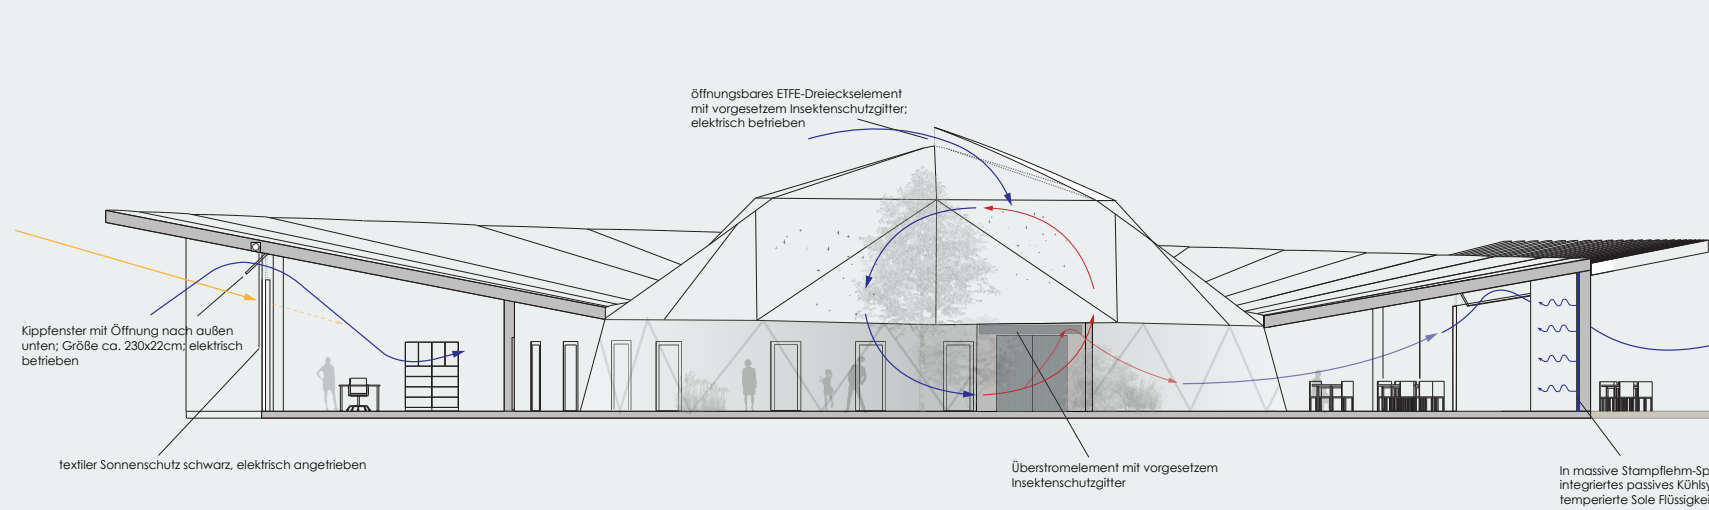 öffnungsbares ETFE-Dreieckselement
mit vorgesetzem Insektenschutzgitter;
elektrisch betrieben
Kippfenster mit Öffnung nach außen
unten; Größe ca. 230x22cm; elektrisch
betrieben
textiler Sonnenschutz schwarz, elektrisch angetrieben
Überstromelement mit vorgesetzem
Insektenschutzgitter
In massive Stampflehm-Sp
integriertes passives Kühlsy
temperierte Sole Flüssigkei